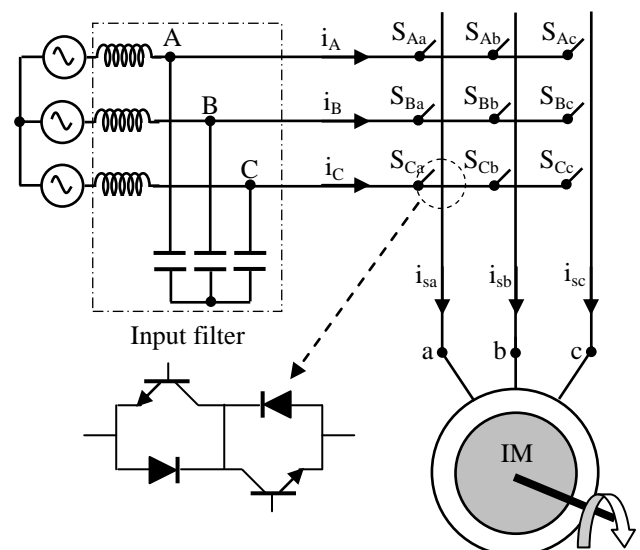 A i_A S_Aa S_Ab S_Ac
B i_B S_Ba S_Bb S_Bc
C i_C S_Ca S_Cb S_Cc
i_sa i_sb i_sc
Input filter
a b c
IM